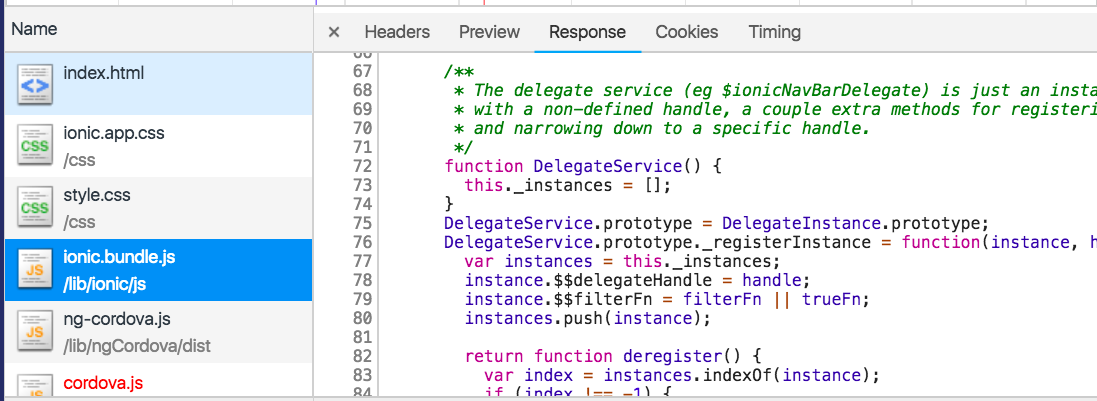 Name
Headers Preview Response Cookies Timing
index.html
ionic.app.css
/css
style.css
/css
ionic.bundle.js
/lib/ionic/js
ng-cordova.js
/lib/ngCordova/dist
cordova.js
66
67 /**
68 * The delegate service (eg $ionicNavBarDelegate) is just an insta
69 * with a non-defined handle, a couple extra methods for registeri
70 * and narrowing down to a specific handle.
71 */
72 function DelegateService() {
73 this._instances = [];
74 }
75 DelegateService.prototype = DelegateInstance.prototype;
76 DelegateService.prototype._registerInstance = function(instance, h
77 var instances = this._instances;
78 instance.$$delegateHandle = handle;
79 instance.$$filterFn = filterFn || trueFn;
80 instances.push(instance);
81
82 return function deregister() {
83 var index = instances.indexOf(instance);
84 if (index !== -1) {